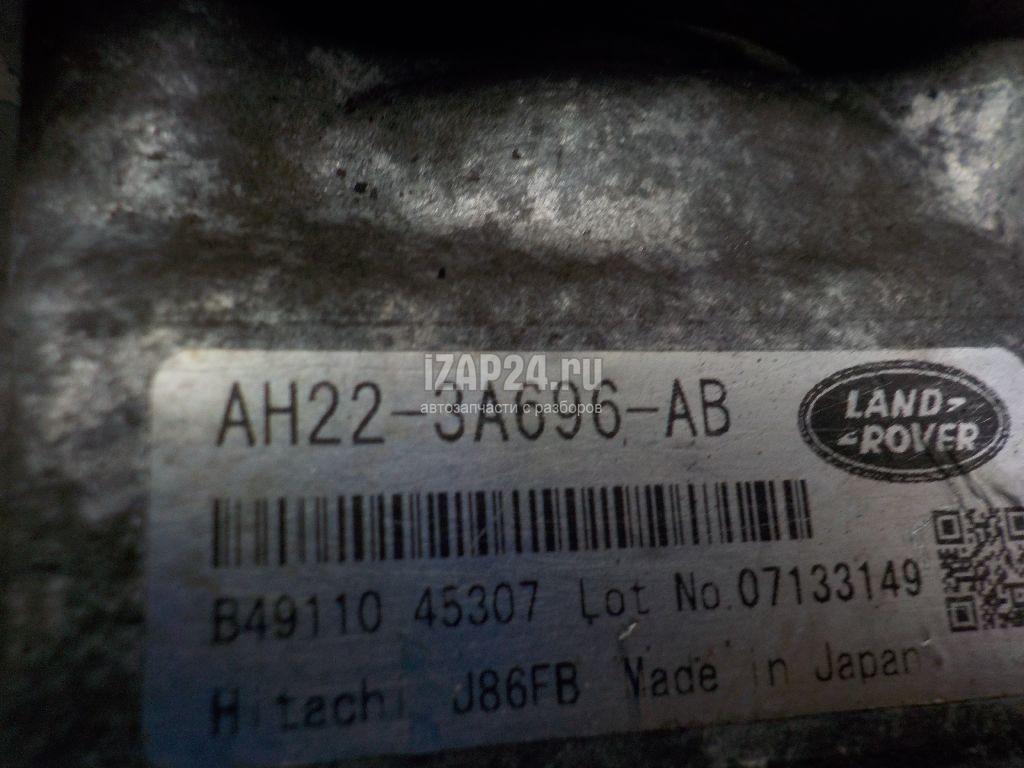 iZAP24.ru
автозапчасти с разборов
AH22-3A696-AB
LAND-
-ROVER
B49110 45307 Lot No.07133149
Hitachi J86FB Made in Japan